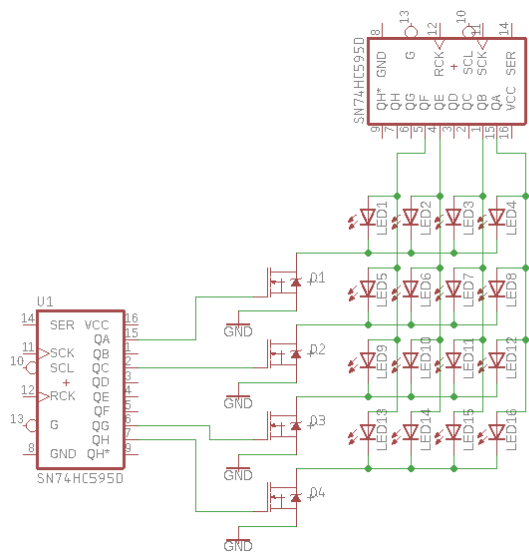 13 12 10 11 14
8
GND G RCK SCL SCK SER
SN74HC595D
QH* QH QG QF QE QD QC QB QA VCC
9 7 6 5 4 3 2 1 15 16
LED1 LED2 LED3 LED4
LED5 LED6 LED7 LED8
Q1
GND
LED9 LED10 LED11 LED12
Q2
GND
LED13 LED14 LED15 LED16
Q3
GND
Q4
GND
U1
14 SER VCC 16
QA 15
11 SCK QB 1
10 SCL QC 2
QD 3
12 RCK QE 4
QF 5
13 G QG 6
QH 7
8 GND QH* 9
SN74HC595D